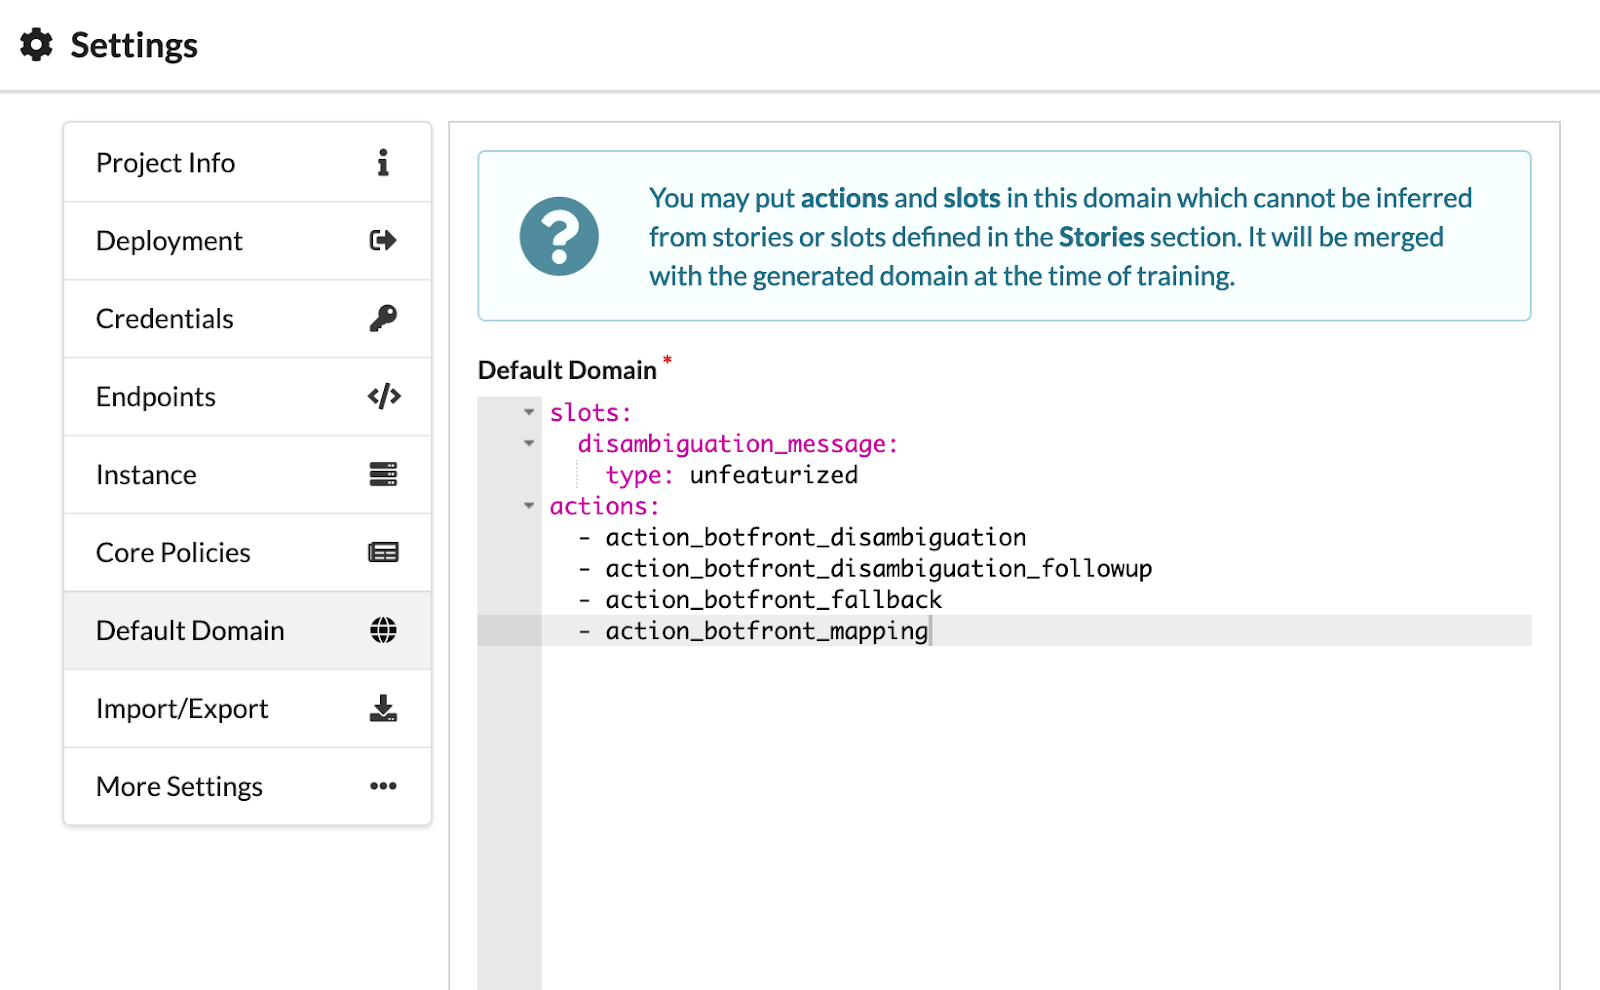 Settings
Project Info
Deployment
Credentials
Endpoints
Instance
Core Policies
Default Domain
Import/Export
More Settings
You may put actions and slots in this domain which cannot be inferred
from stories or slots defined in the Stories section. It will be merged
with the generated domain at the time of training.
Default Domain *
slots:
  disambiguation_message:
    type: unfeaturized
actions:
  - action_botfront_disambiguation
  - action_botfront_disambiguation_followup
  - action_botfront_fallback
  - action_botfront_mapping